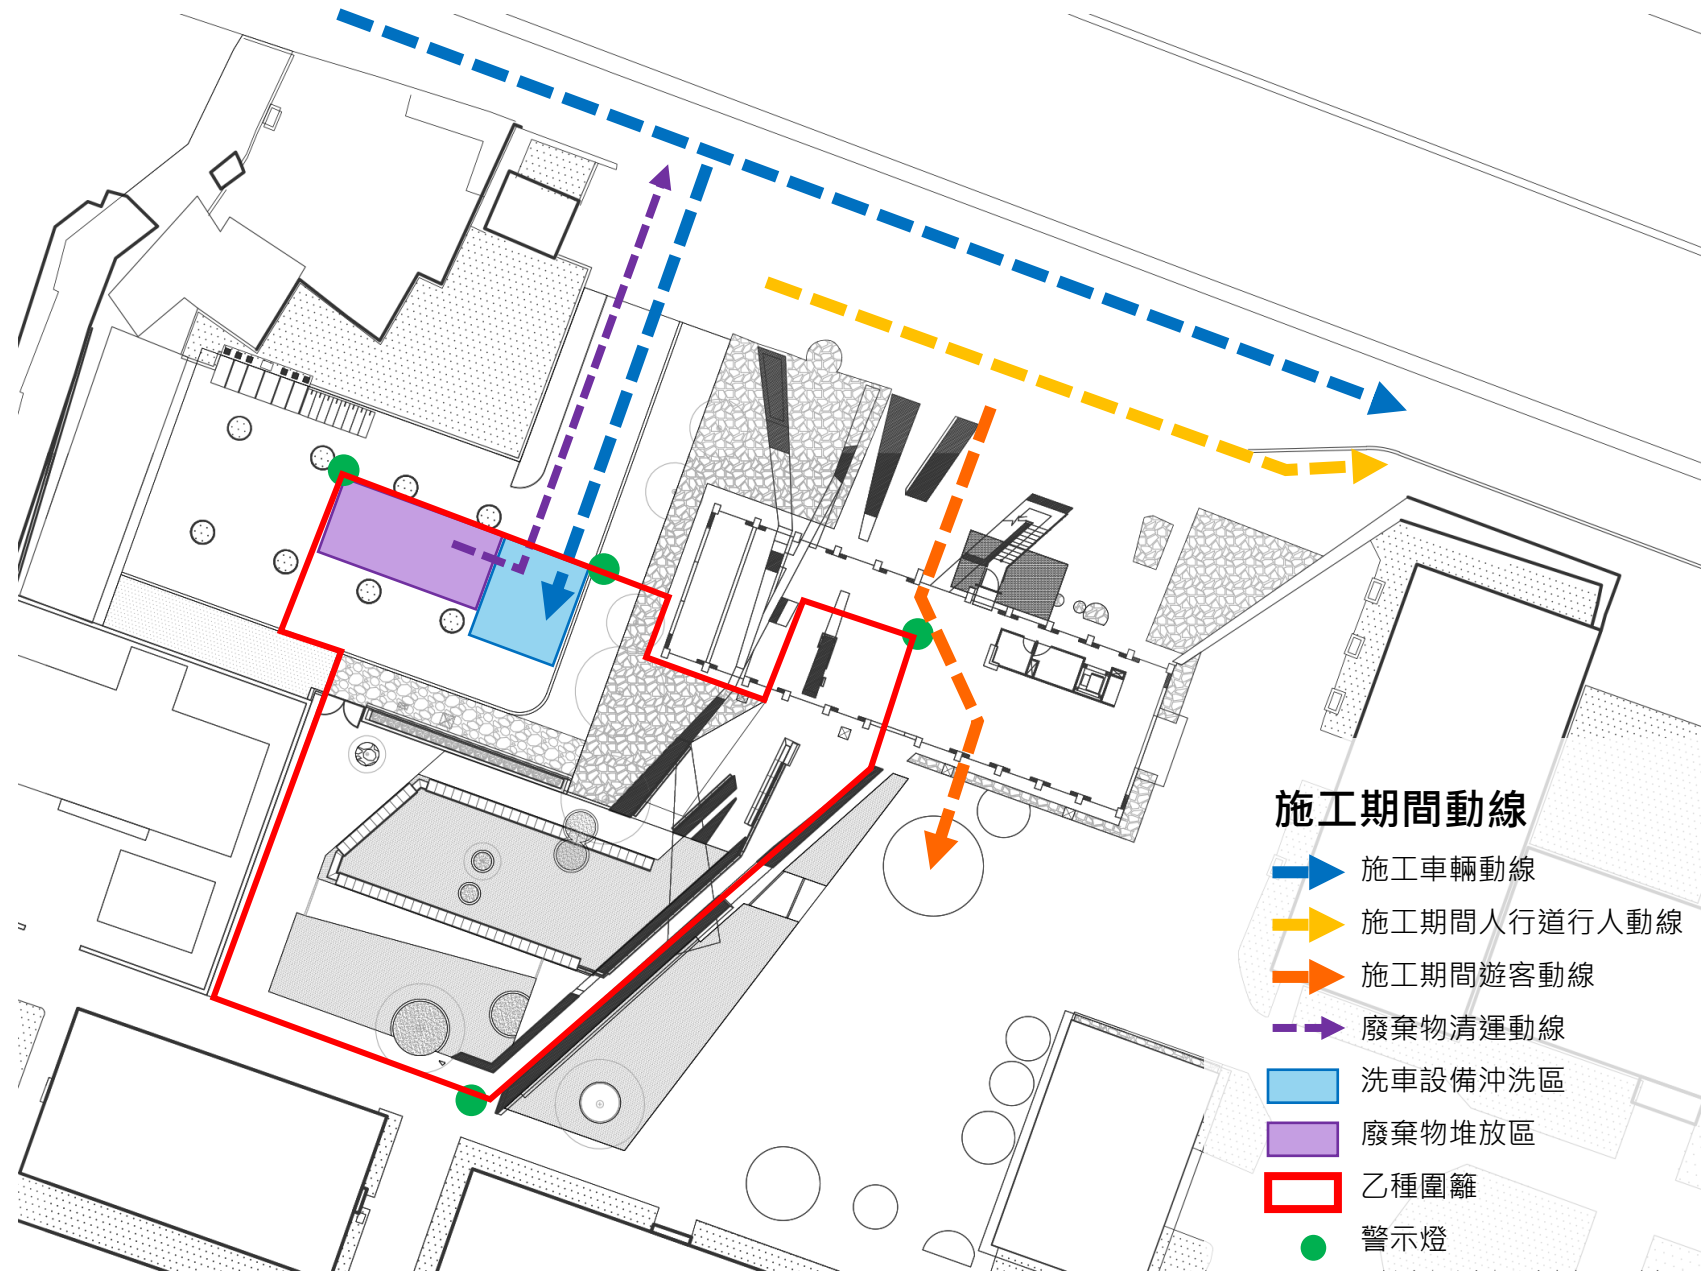 施工期間動線
施工車輛動線
施工期間人行道行人動線
施工期間遊客動線
廢棄物清運動線
洗車設備沖洗區
廢棄物堆放區
乙種圍籬
警示燈